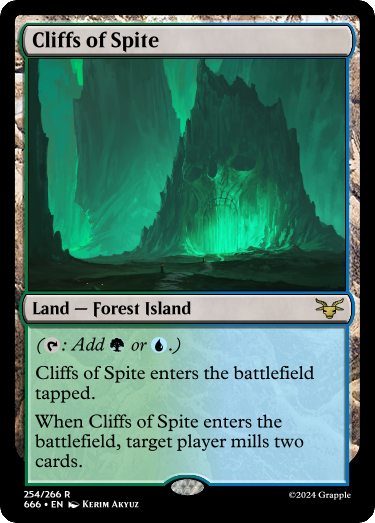 Cliffs of Spite
Land — Forest Island
(: Add or .)
Cliffs of Spite enters the battlefield
tapped.
When Cliffs of Spite enters the
battlefield, target player mills two
cards.
254/266 R
666 • EN Kerim Akyuz
©2024 Grapple